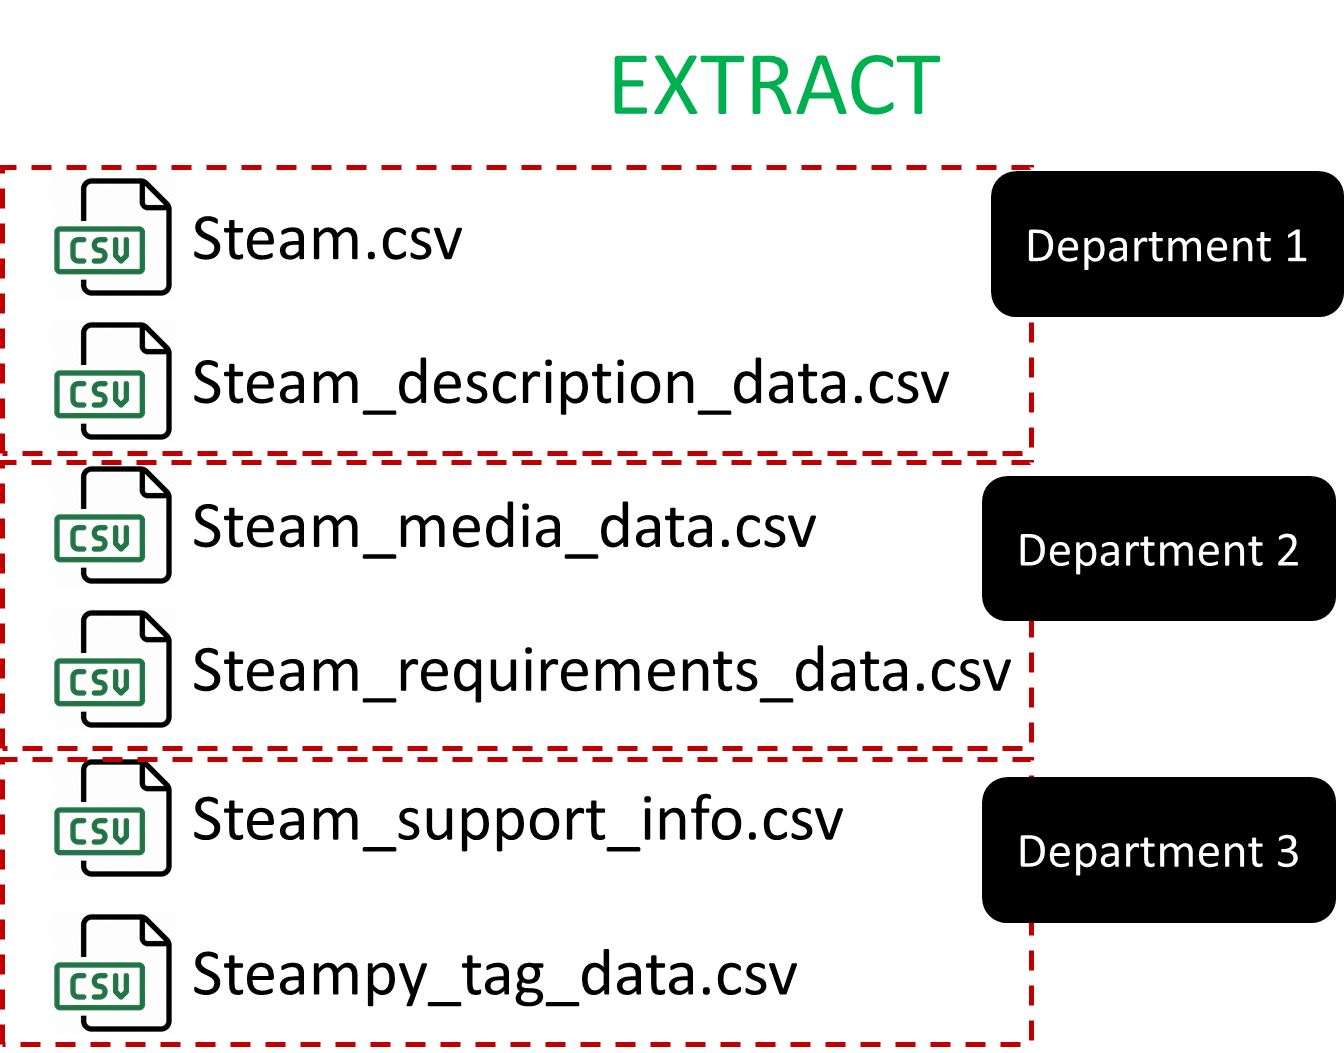 EXTRACT
CSV Steam.csv
Department 1
CSV Steam_description_data.csv
CSV Steam_media_data.csv
Department 2
CSV Steam_requirements_data.csv
CSV Steam_support_info.csv
Department 3
CSV Steampy_tag_data.csv